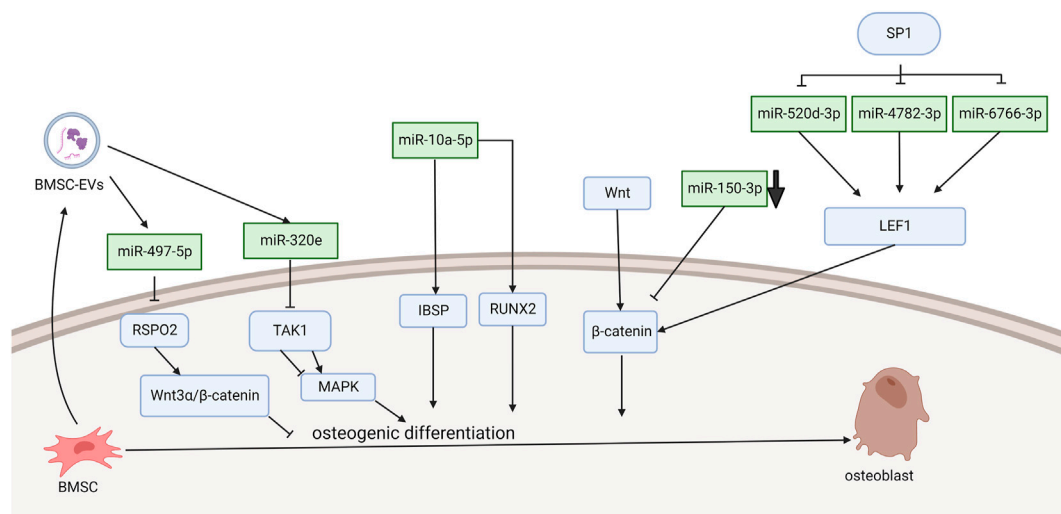 SP1
miR-520d-3p
miR-4782-3p
miR-6766-3p
miR-10a-5p
BMSC-EVs
Wnt
miR-150-3p
LEF1
miR-497-5p
miR-320e
IBSP
RUNX2
RSPO2
TAK1
β-catenin
Wnt3α/β-catenin
MAPK
osteogenic differentiation
BMSC
osteoblast